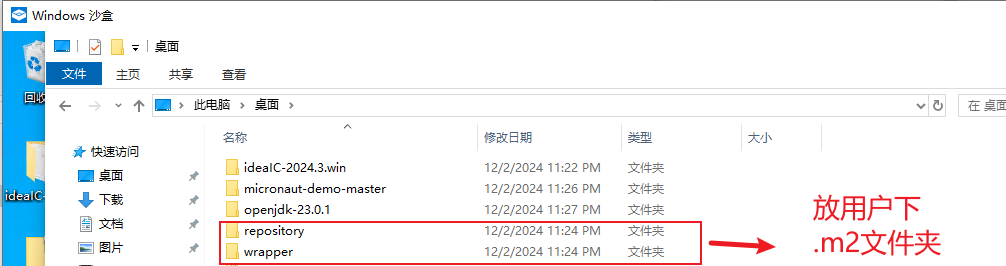 Windows 沙盒
桌面
文件 主页 共享 查看
此电脑 桌面
在 桌面
回收
ideaIC-
名称 修改日期 类型 大小
快速访问
桌面
下载
文档
图片
ideaIC-2024.3.win 12/2/2024 11:22 PM 文件夹
micronaut-demo-master 12/2/2024 11:26 PM 文件夹
openjdk-23.0.1 12/2/2024 11:27 PM 文件夹
repository 12/2/2024 11:24 PM 文件夹
wrapper 12/2/2024 11:24 PM 文件夹
放用户下
.m2文件夹